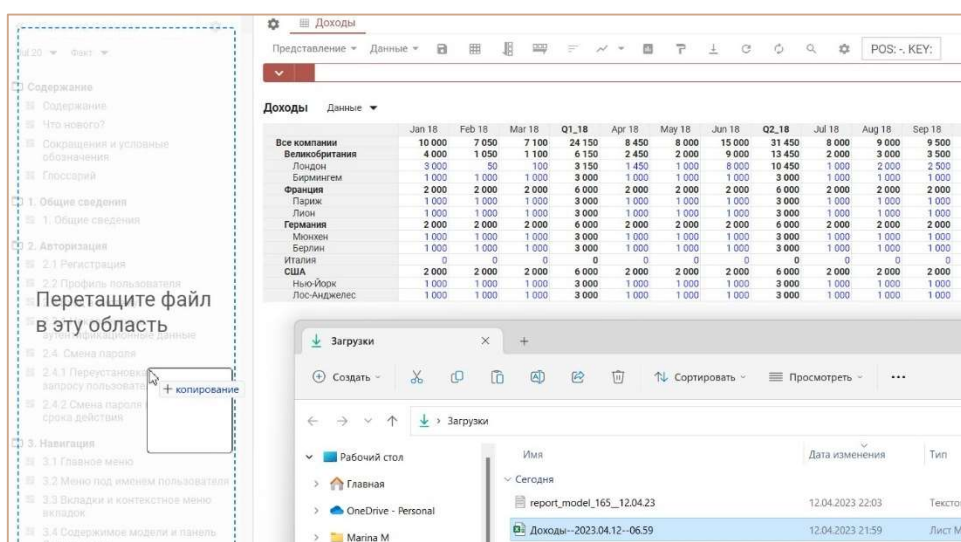 Доходы
Jul 20 Факт
Представление Данные POS: -. KEY:
Содержание
Содержание
Что нового?
Сокращения и условные
обозначения
Глоссарий
1. Общие сведения
1. Общие сведения
2. Авторизация
2.1 Регистрация
2.2 Профиль пользователя
Перетащите файл
в эту область
аутентификационные данные
2.4. Смена пароля
2.4.1 Переустановка
запросу пользовате
+ копирование
2.4.2 Смена пароля
срока действия
3. Навигация
3.1 Главное меню
3.2 Меню под именем пользователя
3.3 Вкладки и контекстное меню
вкладок
3.4 Содержимое модели и панель
Доходы Данные
Jan 18 Feb 18 Mar 18 Q1_18 Apr 18 May 18 Jun 18 Q2_18 Jul 18 Aug 18 Sep 18
Все компании 10 000 7 050 7 100 24 150 8 450 8 000 15 000 31 450 8 000 9 000 9 500
Великобритания 4 000 1 050 1 100 6 150 2 450 2 000 9 000 13 450 2 000 3 000 3 500
Лондон 3 000 50 100 3 150 1 450 1 000 8 000 10 450 1 000 2 000 2 500
Бирмингем 1 000 1 000 1 000 3 000 1 000 1 000 1 000 3 000 1 000 1 000 1 000
Франция 2 000 2 000 2 000 6 000 2 000 2 000 2 000 6 000 2 000 2 000 2 000
Париж 1 000 1 000 1 000 3 000 1 000 1 000 1 000 3 000 1 000 1 000 1 000
Лион 1 000 1 000 1 000 3 000 1 000 1 000 1 000 3 000 1 000 1 000 1 000
Германия 2 000 2 000 2 000 6 000 2 000 2 000 2 000 6 000 2 000 2 000 2 000
Мюнхен 1 000 1 000 1 000 3 000 1 000 1 000 1 000 3 000 1 000 1 000 1 000
Берлин 1 000 1 000 1 000 3 000 1 000 1 000 1 000 3 000 1 000 1 000 1 000
Италия 0 0 0 0 0 0 0 0 0 0 0
США 2 000 2 000 2 000 6 000 2 000 2 000 2 000 6 000 2 000 2 000 2 000
Нью-Йорк 1 000 1 000 1 000 3 000 1 000 1 000 1 000 3 000 1 000 1 000 1 000
Лос-Анджелес 1 000 1 000 1 000 3 000 1 000 1 000 1 000 3 000 1 000 1 000 1 000
Загрузки
Создать Сортировать Просмотреть
Загрузки
Рабочий стол
Главная
OneDrive - Personal
Marina M
Имя Дата изменения Тип
Сегодня
report_model_165__12.04.23 12.04.2023 22:03 Тексто
Доходы--2023.04.12--06.59 12.04.2023 21:59 Лист M